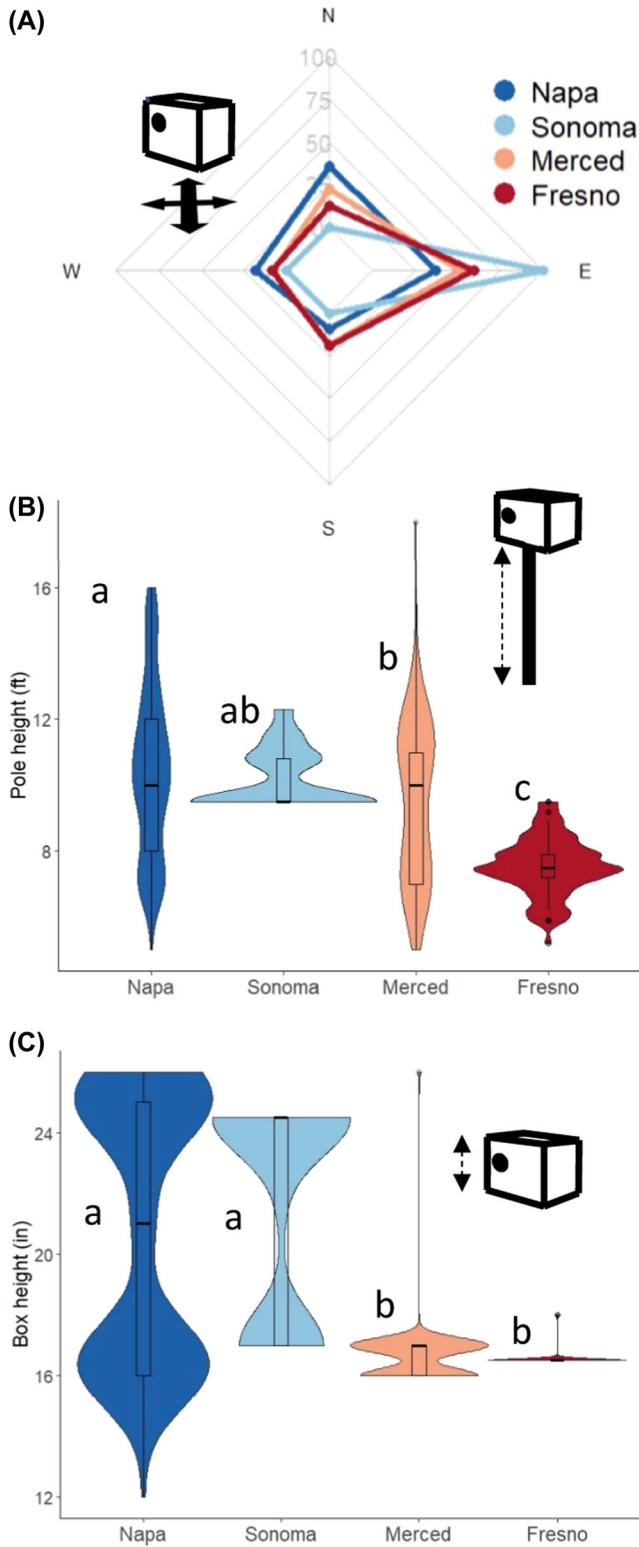 (A)
N
100
75
50
Napa
Sonoma
Merced
Fresno
W
E
S
(B)
Pole height (ft)
16
12
8
a
ab
b
c
Napa Sonoma Merced Fresno
(C)
Box height (in)
24
20
16
12
a
a
b
b
Napa Sonoma Merced Fresno